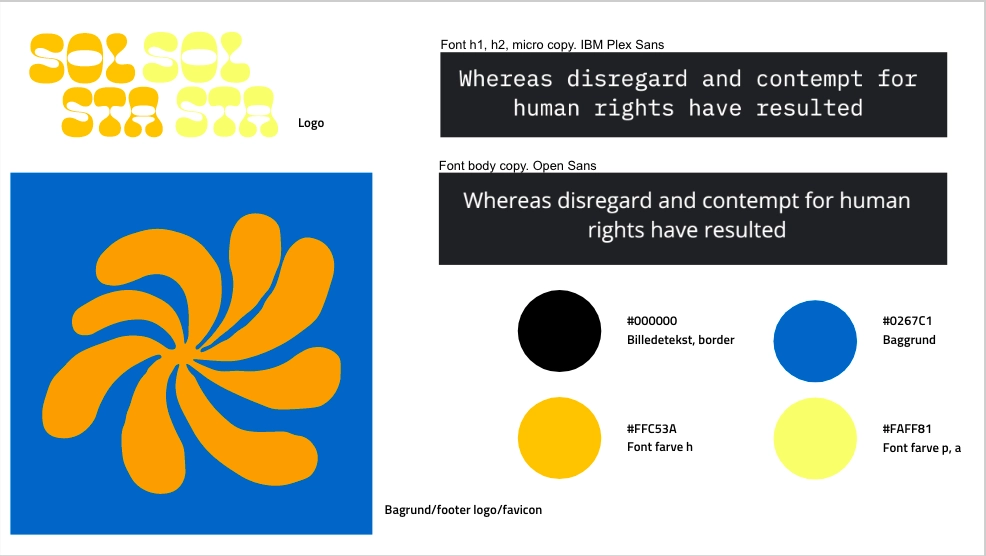 SOL SOL
STA STA
Logo
Font h1, h2, micro copy. IBM Plex Sans
Whereas disregard and contempt for
human rights have resulted
Font body copy. Open Sans
Whereas disregard and contempt for human
rights have resulted
#000000
Billedetekst, border
#0267C1
Baggrund
#FFC53A
Font farve h
#FAFF81
Font farve p, a
Bagrund/footer logo/favicon